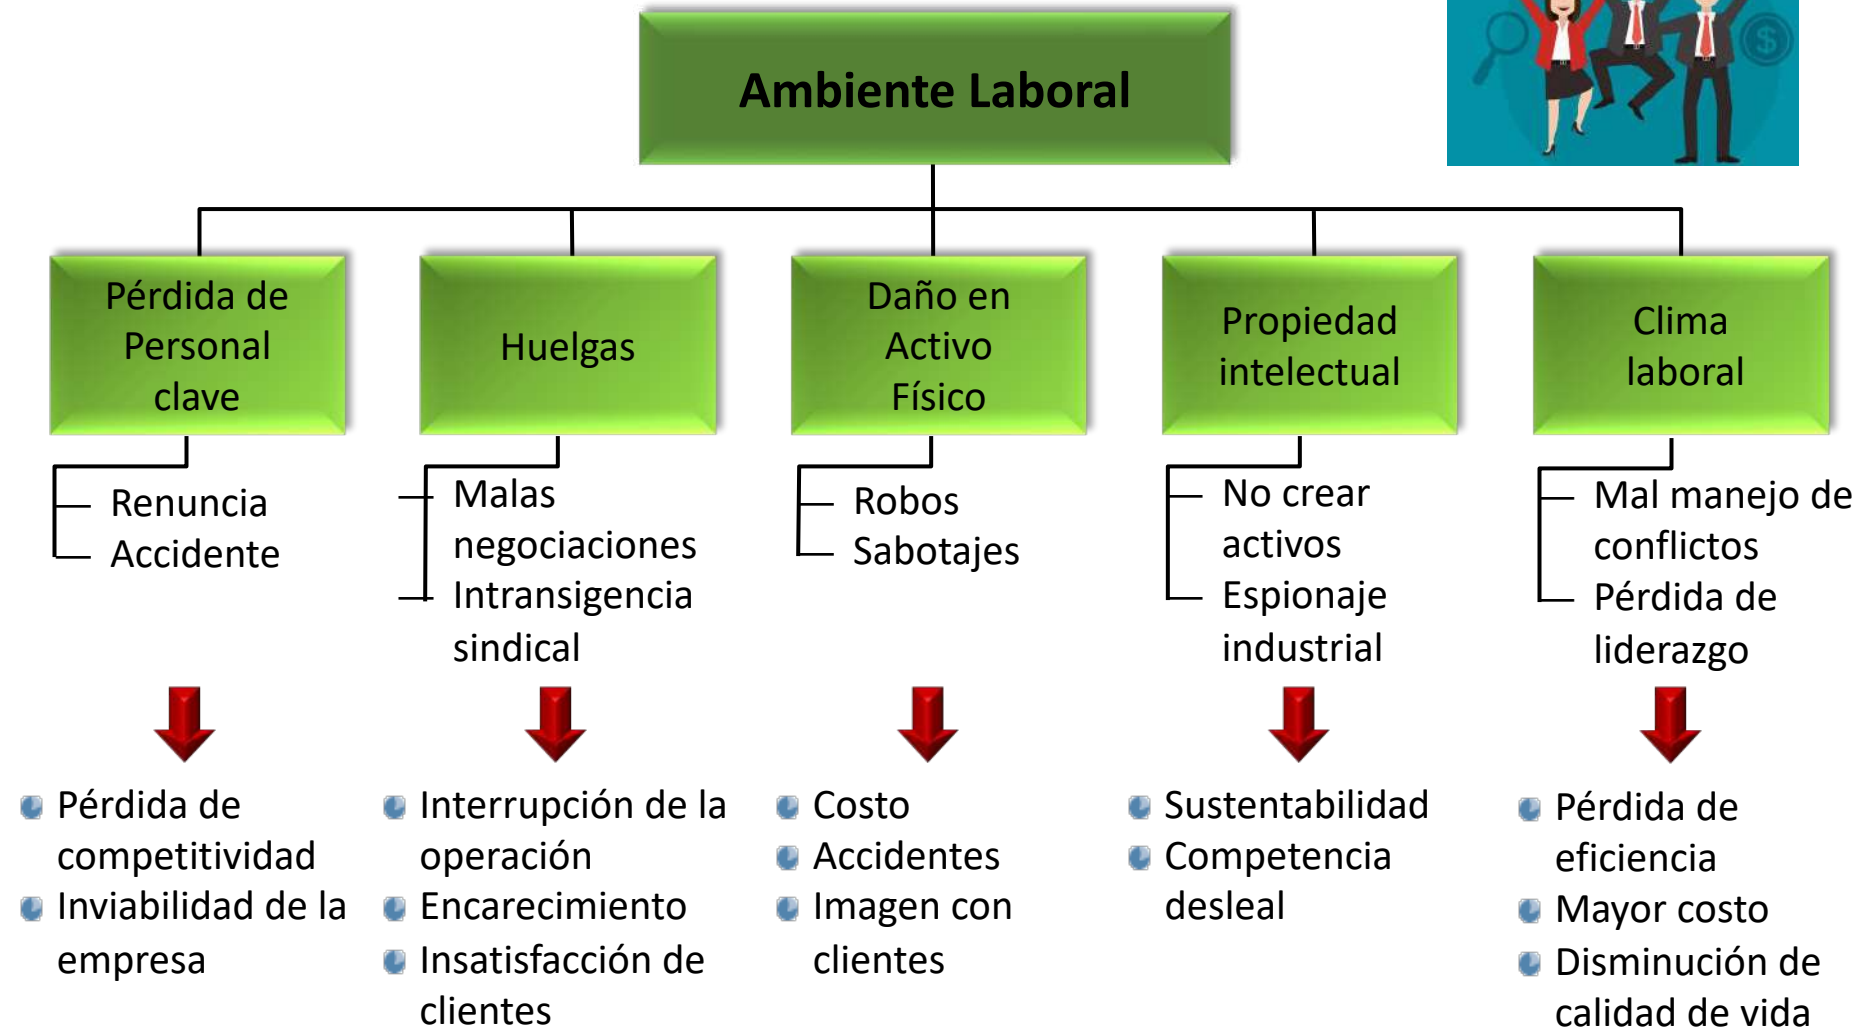 Ambiente Laboral
$
Pérdida de
Personal
clave
Renuncia
Accidente
Pérdida de
competitividad
Inviabilidad de la
empresa
Huelgas
Malas
negociaciones
Intransigencia
sindical
Interrupción de la
operación
Encarecimiento
Insatisfacción de
clientes
Daño en
Activo
Físico
Robos
Sabotajes
Costo
Accidentes
Imagen con
clientes
Propiedad
intelectual
No crear
activos
Espionaje
industrial
Sustentabilidad
Competencia
desleal
Clima
laboral
Mal manejo de
conflictos
Pérdida de
liderazgo
Pérdida de
eficiencia
Mayor costo
Disminución de
calidad de vida